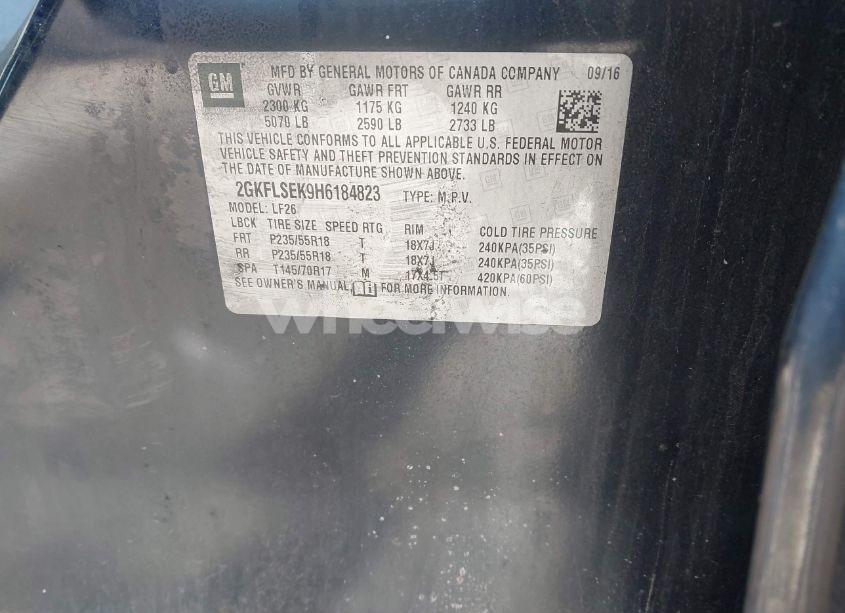 GM
MFD BY GENERAL MOTORS OF CANADA COMPANY 09/16
GVWR GAWR FRT GAWR RR
2300 KG 1175 KG 1240 KG
5070 LB 2590 LB 2733 LB
THIS VEHICLE CONFORMS TO ALL APPLICABLE U.S. FEDERAL MOTOR
VEHICLE SAFETY AND THEFT PREVENTION STANDARDS IN EFFECT ON
THE DATE OF MANUFACTURE SHOWN ABOVE.
2GKFLSEK9H6184823 TYPE: M.P.V.
MODEL: LF26
LBCK TIRE SIZE SPEED RTG RIM COLD TIRE PRESSURE
FRT P235/55R18 T 18X7J 240KPA(35PSI)
RR P235/55R18 T 18X7J 240KPA(35PSI)
SPA T145/70R17 M 17X4.5T 420KPA(60PSI)
SEE OWNER'S MANUAL FOR MORE INFORMATION.
wheelwise